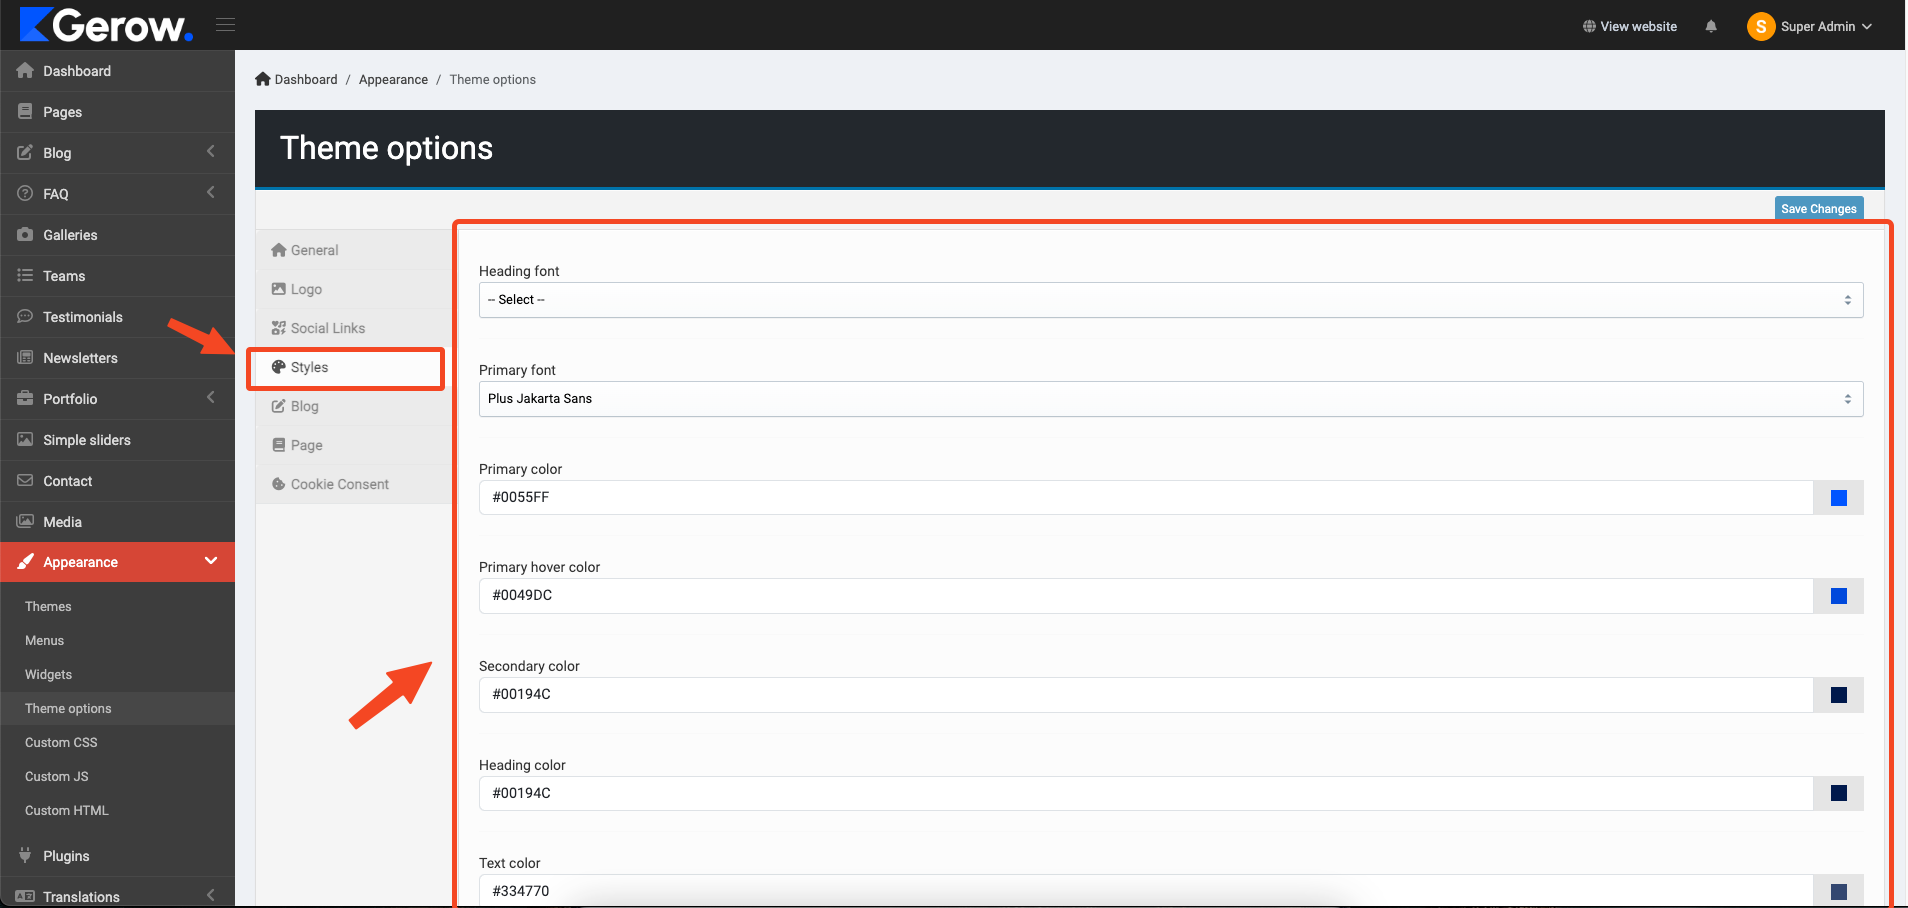 Gerow.
View website
S
Super Admin
Dashboard
Pages
Blog
FAQ
Galleries
Teams
Testimonials
Newsletters
Portfolio
Simple sliders
Contact
Media
Appearance
Themes
Menus
Widgets
Theme options
Custom CSS
Custom JS
Custom HTML
Plugins
Translations
Dashboard / Appearance / Theme options
Theme options
Save Changes
General
Logo
Social Links
Styles
Blog
Page
Cookie Consent
Heading font
-- Select --
Primary font
Plus Jakarta Sans
Primary color
#0055FF
Primary hover color
#0049DC
Secondary color
#00194C
Heading color
#00194C
Text color
#334770